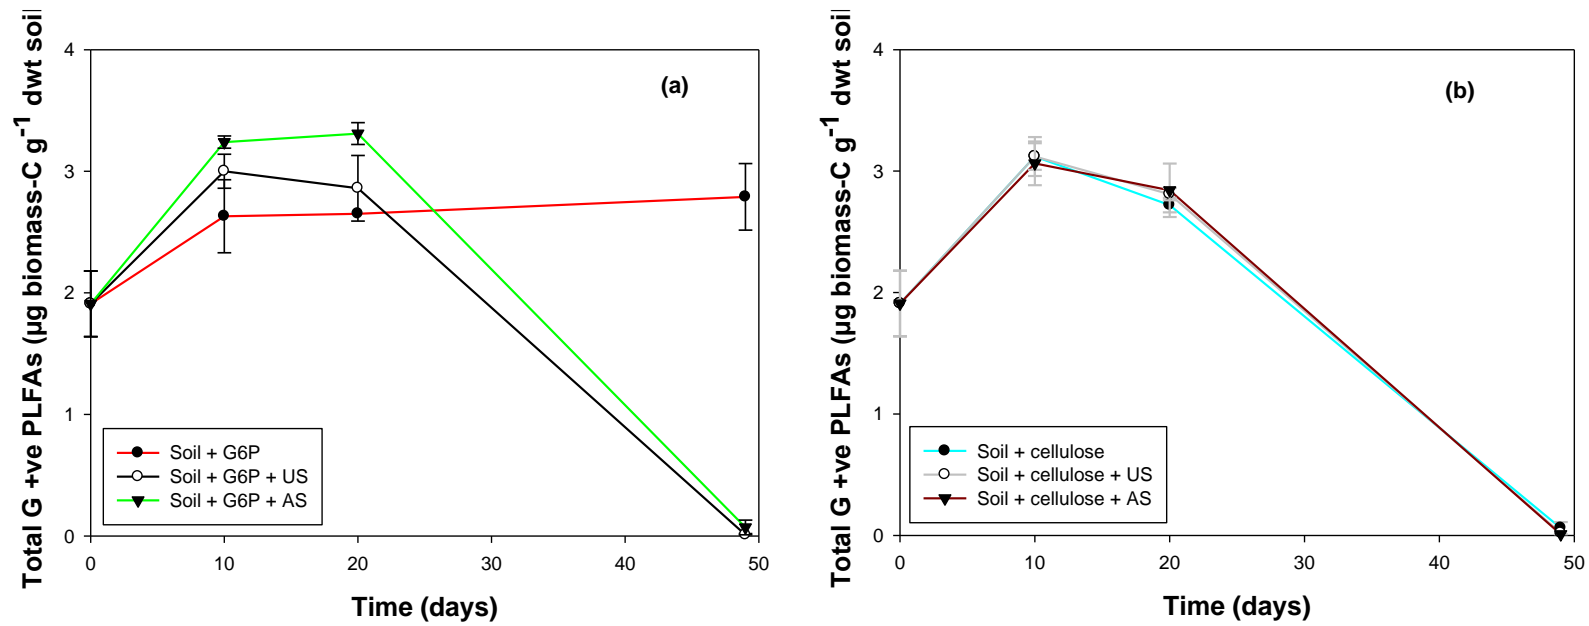 Total G +ve PLFAs (µg biomass-C g-1 dwt soil
4
3
2
1
0
(a)
Soil + G6P
Soil + G6P + US
Soil + G6P + AS
0 10 20 30 40 50
Time (days)
Total G +ve PLFAs (µg biomass-C g-1 dwt soil
4
3
2
1
0
(b)
Soil + cellulose
Soil + cellulose + US
Soil + cellulose + AS
0 10 20 30 40 50
Time (days)